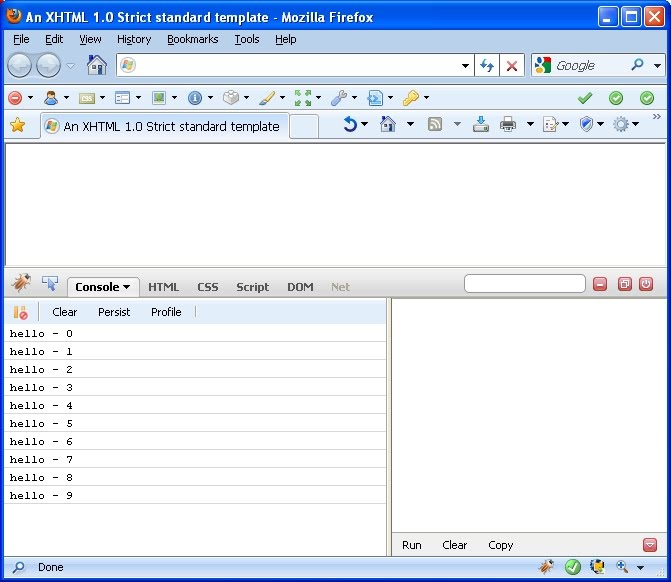 An XHTML 1.0 Strict standard template - Mozilla Firefox
File Edit View History Bookmarks Tools Help
Google
An XHTML 1.0 Strict standard template
Console HTML CSS Script DOM Net
Clear Persist Profile
hello - 0
hello - 1
hello - 2
hello - 3
hello - 4
hello - 5
hello - 6
hello - 7
hello - 8
hello - 9
Run Clear Copy
Done